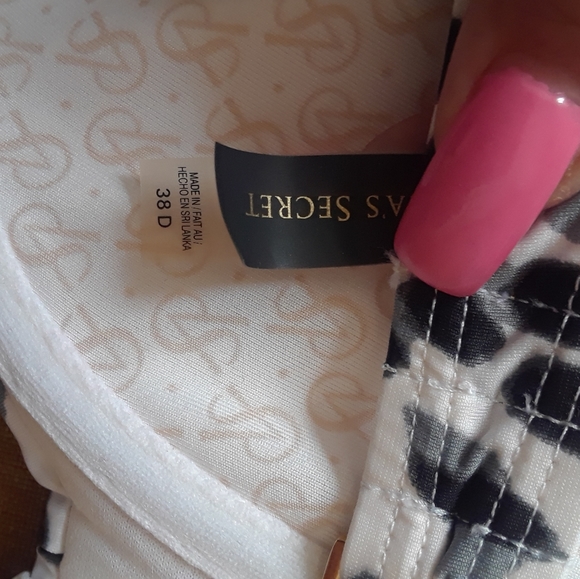 A'S SECRET
MADE IN / FAIT AU /
HECHO EN SRI LANKA
38 D